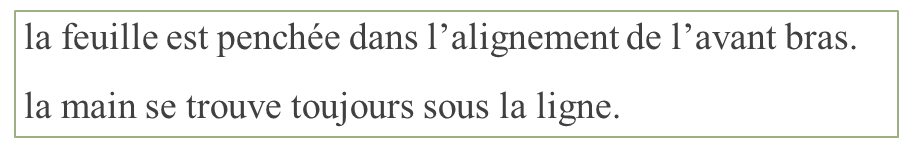 la feuille est penchée dans l’alignement de l’avant bras.
la main se trouve toujours sous la ligne.